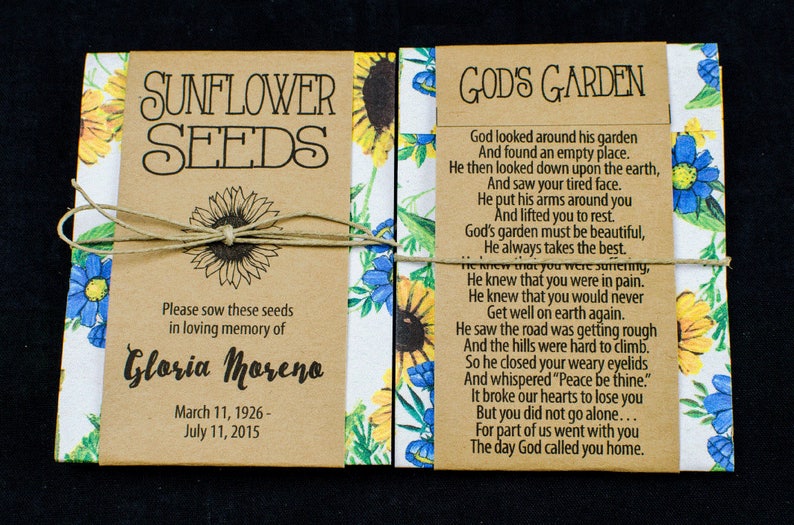 SUNFLOWER
SEEDS
Please sow these seeds
in loving memory of
Gloria Moreno
March 11, 1926 -
July 11, 2015
GOD'S GARDEN
God looked around his garden
And found an empty place.
He then looked down upon the earth,
And saw your tired face.
He put his arms around you
And lifted you to rest.
God's garden must be beautiful,
He always takes the best.
He knew that you were suffering,
He knew that you were in pain.
He knew that you would never
Get well on earth again.
He saw the road was getting rough
And the hills were hard to climb.
So he closed your weary eyelids
And whispered “Peace be thine.”
It broke our hearts to lose you
But you did not go alone…
For part of us went with you
The day God called you home.